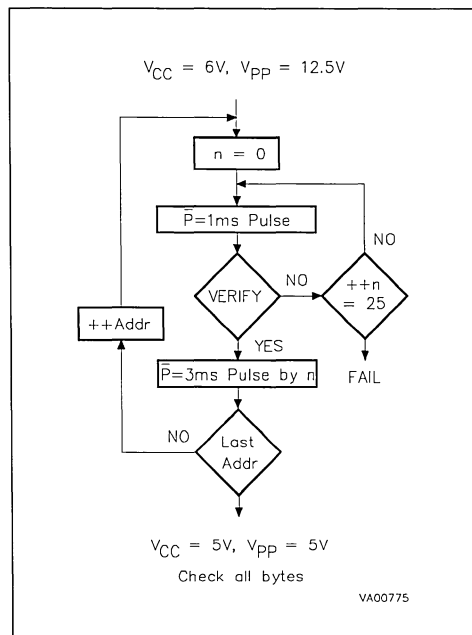 VCC = 6V, VPP = 12.5V
n = 0
P̅=1ms Pulse
NO
VERIFY
NO
++n
= 25
++Addr
YES
FAIL
P̅=3ms Pulse by n
NO
Last
Addr
VCC = 5V, VPP = 5V
Check all bytes
VA00775